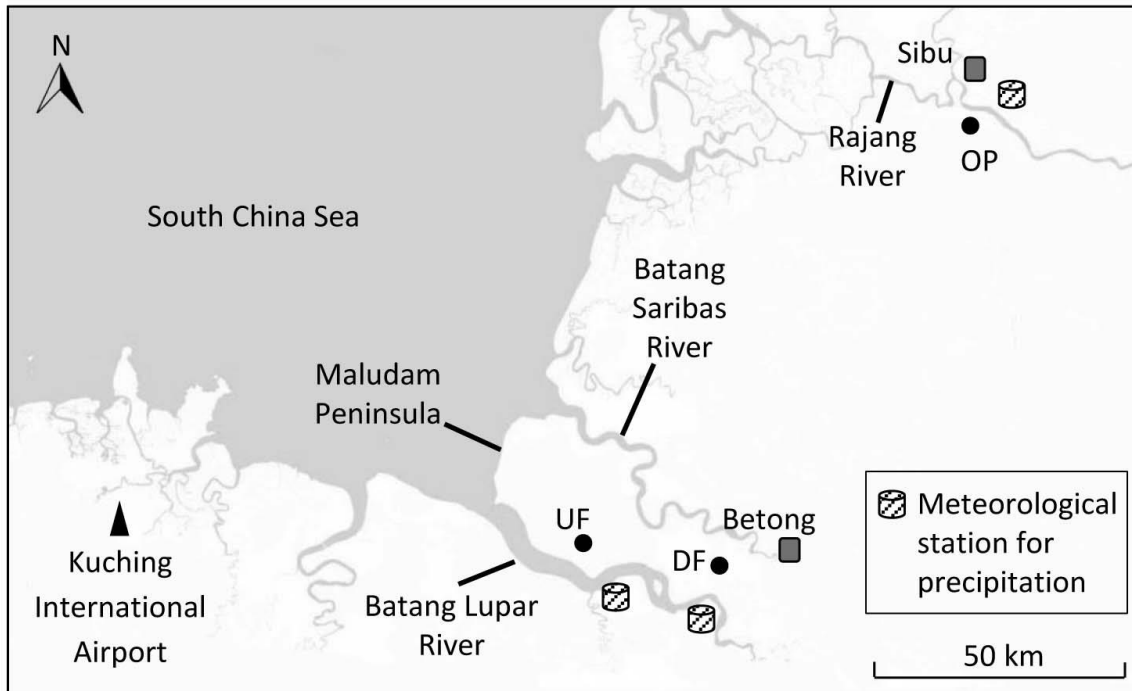 N
Sibu
Rajang
River
OP
South China Sea
Batang
Saribas
River
Maludam
Peninsula
UF
Betong
DF
Kuching
International
Airport
Batang Lupar
River
Meteorological
station for
precipitation
50 km